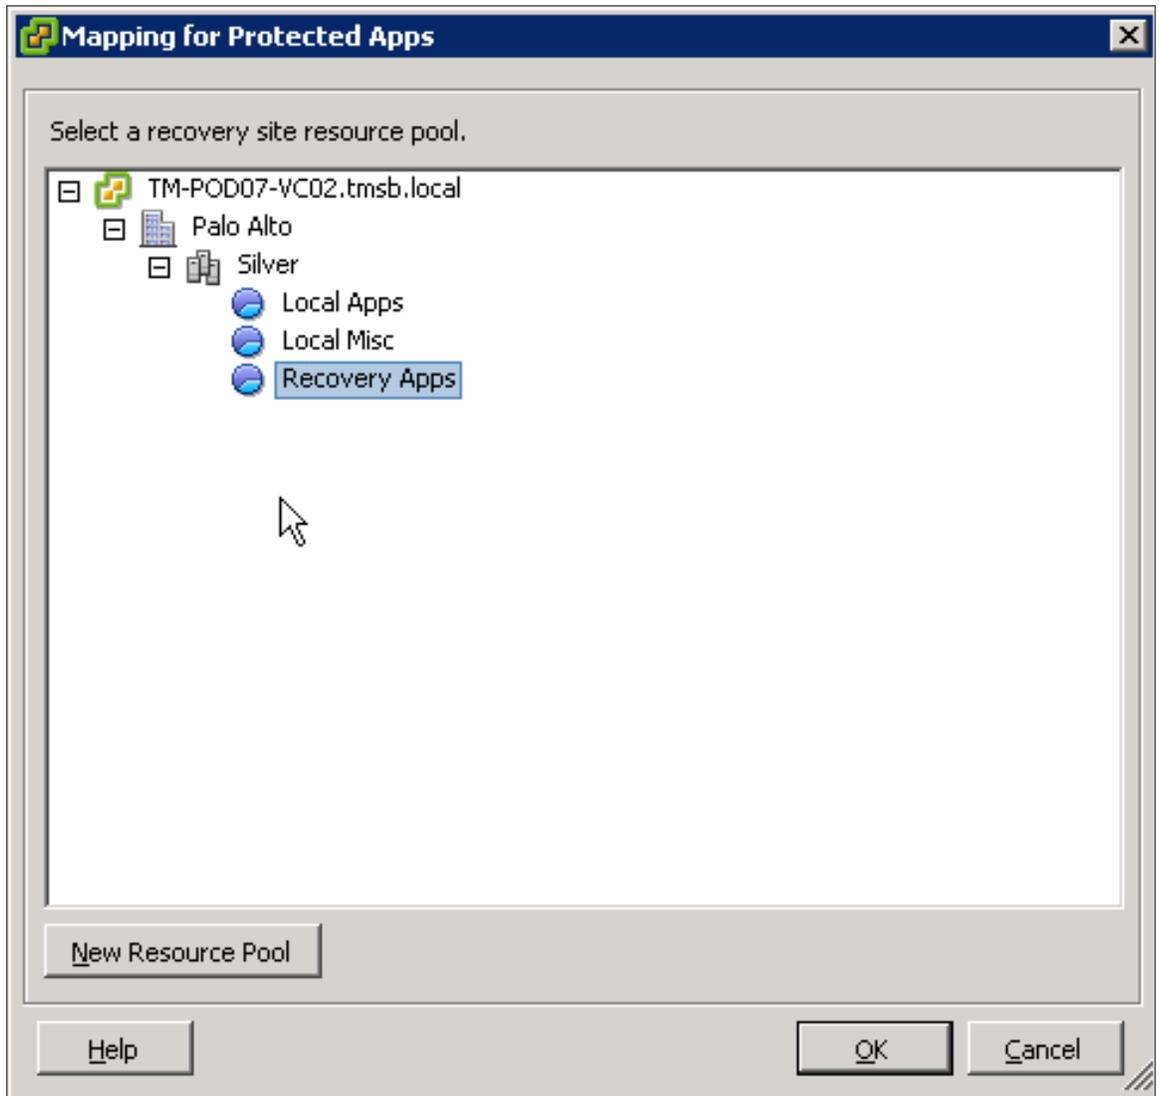 Mapping for Protected Apps
Select a recovery site resource pool.
TM-POD07-VC02.tmsb.local
Palo Alto
Silver
Local Apps
Local Misc
Recovery Apps
New Resource Pool
Help OK Cancel